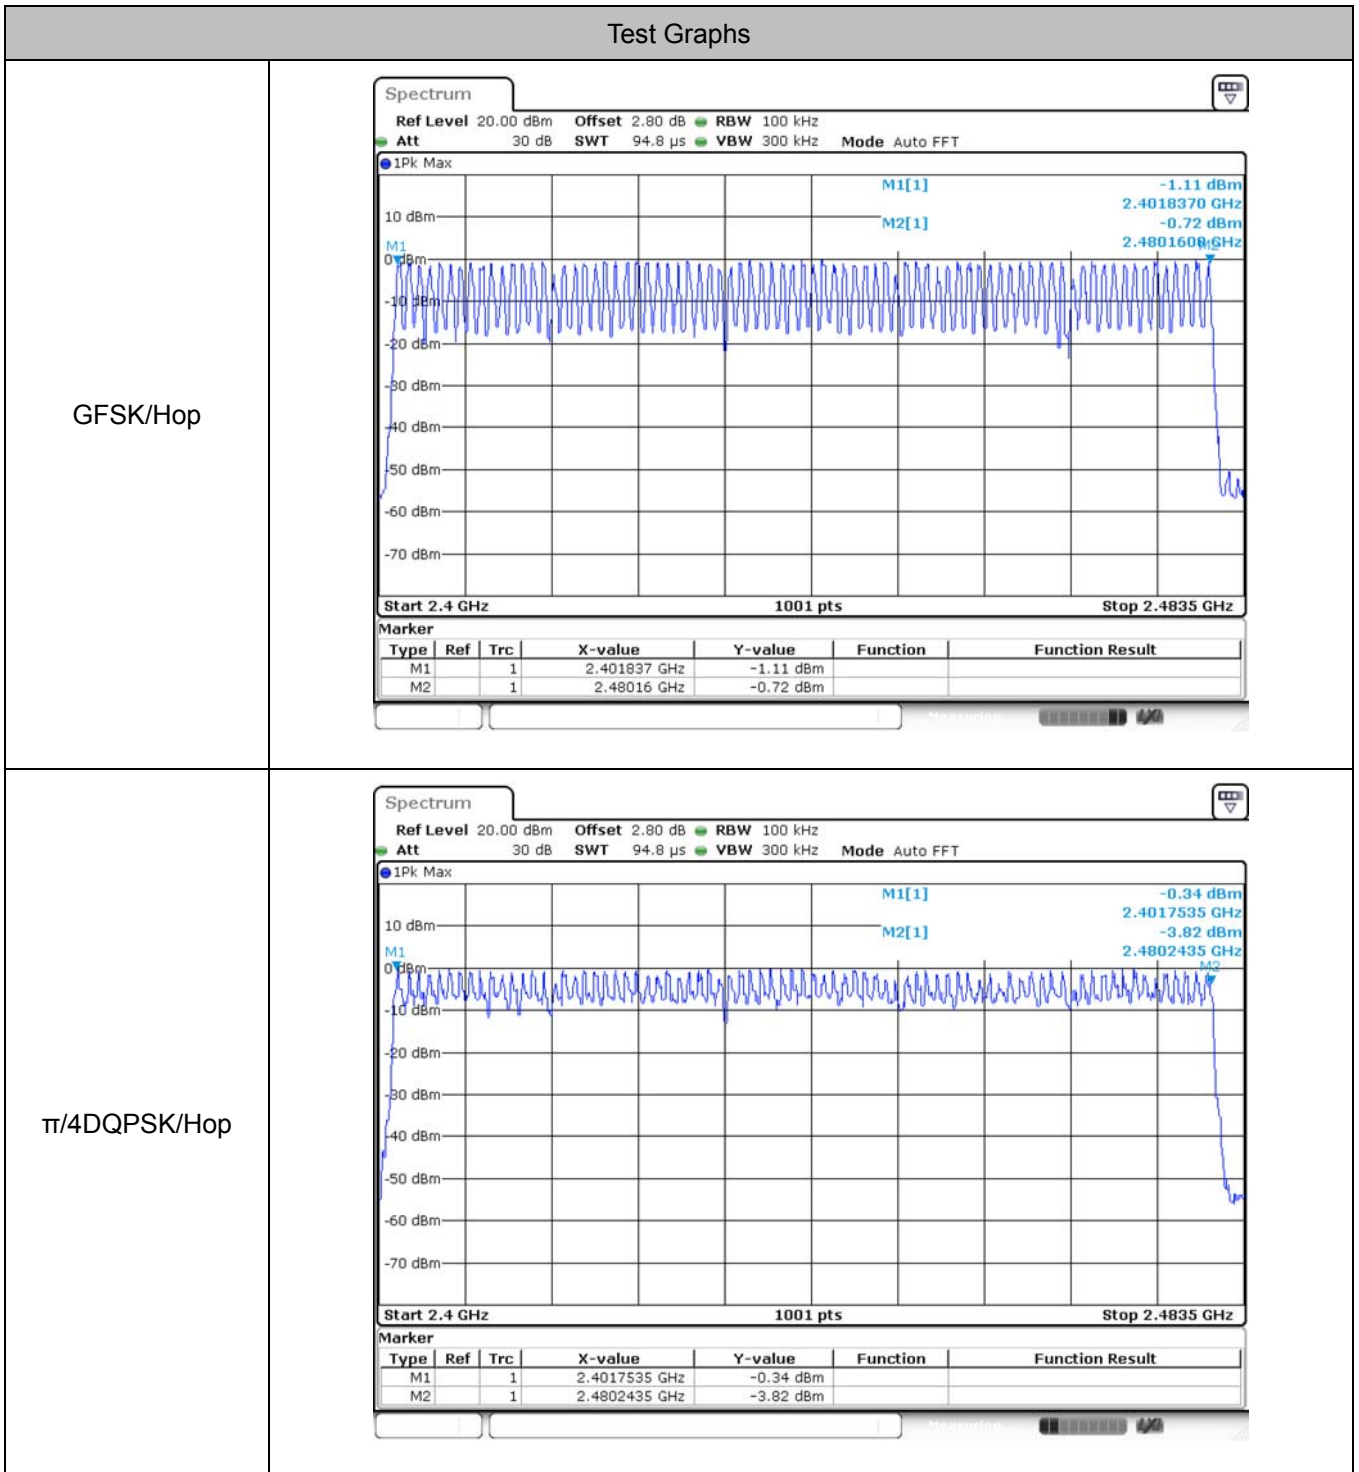 Test Graphs
GFSK/Hop
Spectrum
Ref Level 20.00 dBm Offset 2.80 dB RBW 100 kHz
Att 30 dB SWT 94.8 µs VBW 300 kHz Mode Auto FFT
1Pk Max
M1[1] -1.11 dBm
2.4018370 GHz
10 dBm
M2[1] -0.72 dBm
2.4801600 GHz
M1
M2
0 dBm
-10 dBm
-20 dBm
-30 dBm
-40 dBm
-50 dBm
-60 dBm
-70 dBm
Start 2.4 GHz 1001 pts Stop 2.4835 GHz
Marker
Type Ref Trc X-value Y-value Function Function Result
M1 1 2.401837 GHz -1.11 dBm
M2 1 2.48016 GHz -0.72 dBm
Measuring
π/4DQPSK/Hop
Spectrum
Ref Level 20.00 dBm Offset 2.80 dB RBW 100 kHz
Att 30 dB SWT 94.8 µs VBW 300 kHz Mode Auto FFT
1Pk Max
M1[1] -0.34 dBm
2.4017535 GHz
10 dBm
M2[1] -3.82 dBm
2.4802435 GHz
M1
M2
0 dBm
-10 dBm
-20 dBm
-30 dBm
-40 dBm
-50 dBm
-60 dBm
-70 dBm
Start 2.4 GHz 1001 pts Stop 2.4835 GHz
Marker
Type Ref Trc X-value Y-value Function Function Result
M1 1 2.4017535 GHz -0.34 dBm
M2 1 2.4802435 GHz -3.82 dBm
Measuring